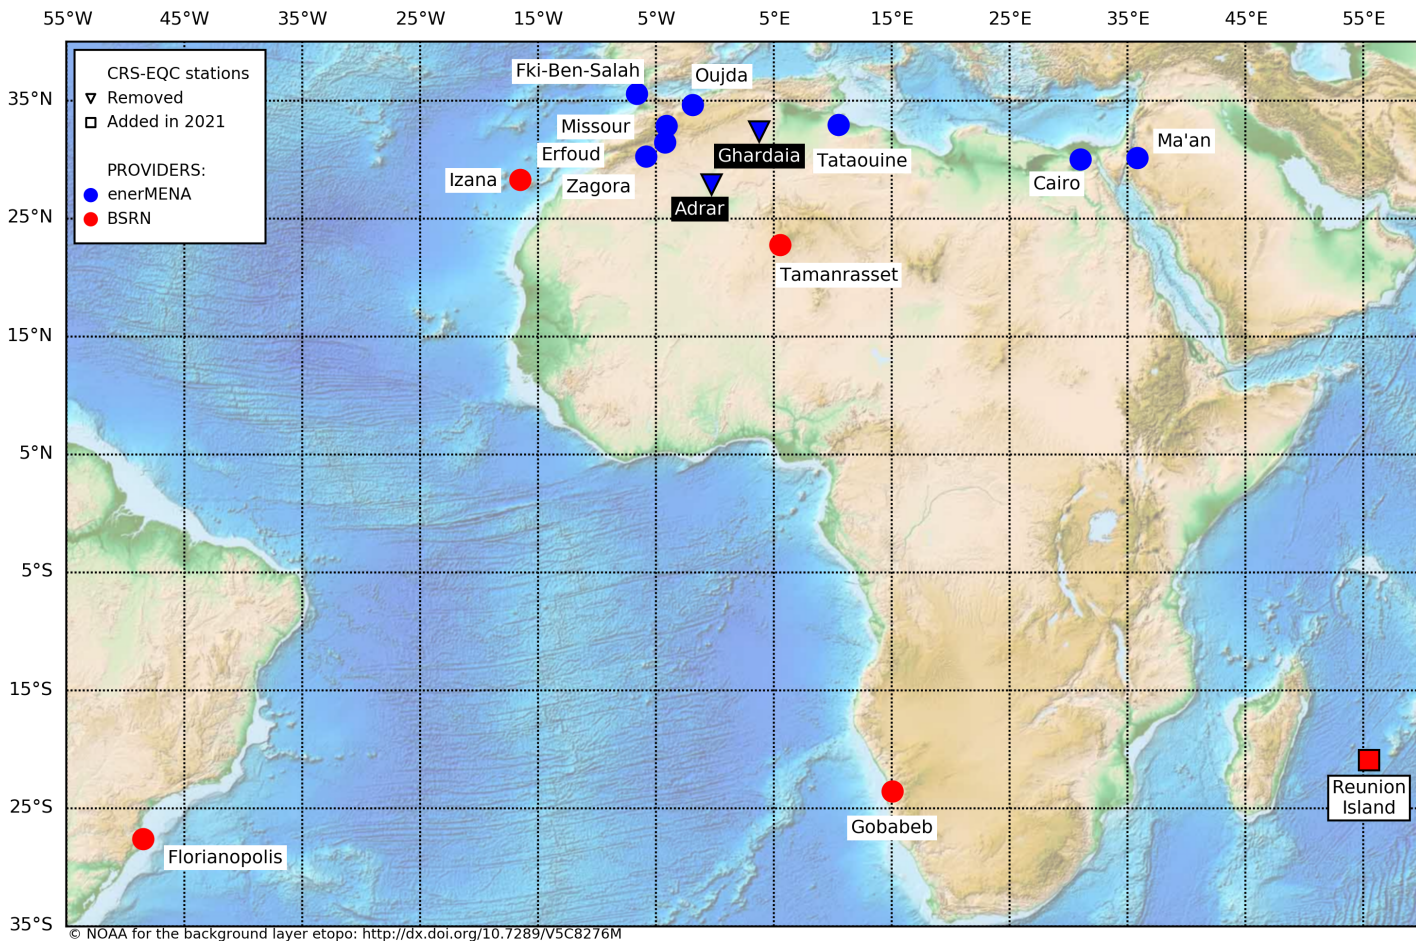 55°W 45°W 35°W 25°W 15°W 5°W 5°E 15°E 25°E 35°E 45°E 55°E
CRS-EQC stations
Removed
Added in 2021
PROVIDERS:
enerMENA
BSRN
Fki-Ben-Salah
Oujda
35°N
Missour
Ma'an
Erfoud
Ghardaia
Tataouine
Izana
Zagora
Cairo
Adrar
25°N
Tamanrasset
15°N
5°N
5°S
15°S
Reunion
Island
25°S
Gobabeb
Florianopolis
35°S
© NOAA for the background layer etopo: http://dx.doi.org/10.7289/V5C8276M